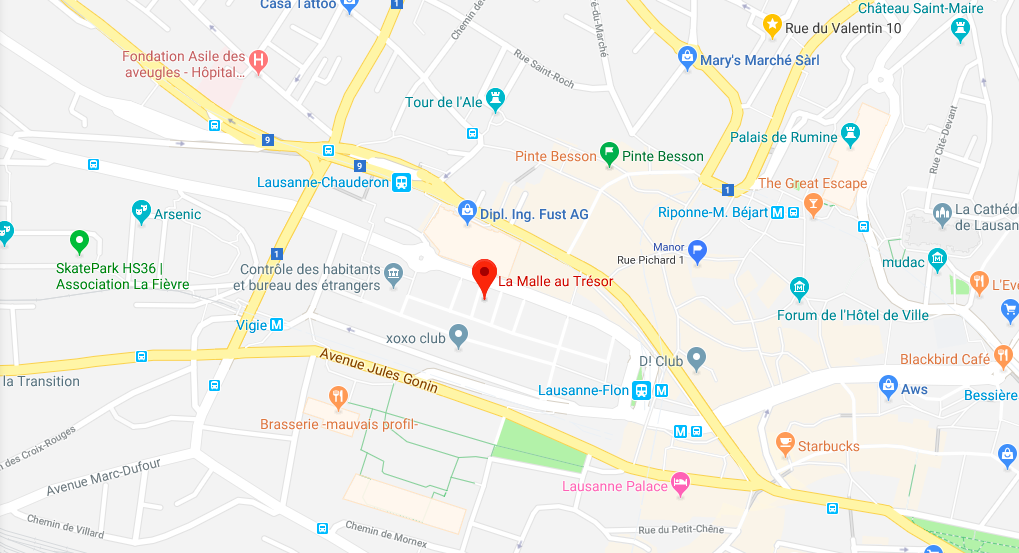 Casa Tattoo
1
Chemin des
-du-Marché
Château Saint-Maire
Rue du Valentin 10
Fondation Asile des
aveugles - Hôpital...
Rue Saint-Roch
Mary's Marché Sàrl
Tour de l'Ale
Palais de Rumine
Rue Cité-Devant
9
9
Pinte Besson
Pinte Besson
Lausanne-Chauderon
1
The Great Escape
Arsenic
Dipl. Ing. Fust AG
Riponne-M. Béjart M
La Cathéd
de Lausan
1
Manor
Rue Pichard 1
SkatePark HS36 |
Association La Fièvre
Contrôle des habitants
et bureau des étrangers
La Malle au Trésor
mudac
L'Eve
Forum de l'Hôtel de Ville
Vigie M
xoxo club
D! Club
Blackbird Café
Avenue Jules Gonin
la Transition
Lausanne-Flon M
Aws
Bessière
Brasserie -mauvais profil-
M
Starbucks
n des Croix-Rouges
Avenue Marc-Dufour
Lausanne Palace
Chemin de Villard
Chemin de Mornex
Rue du Petit-Chêne